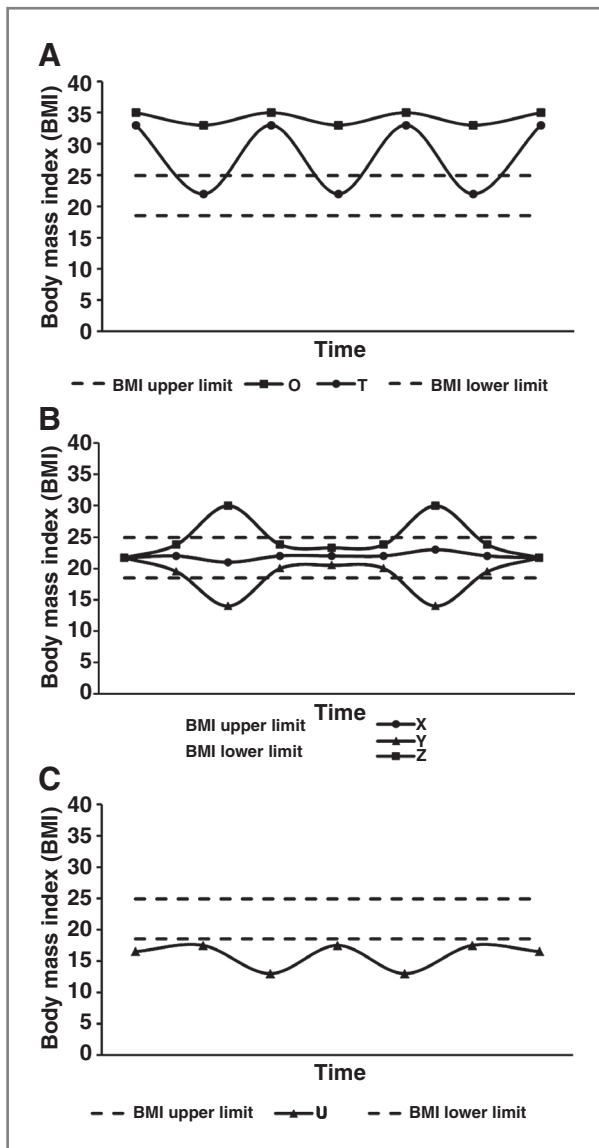 A
Body mass index (BMI)
40
35
30
25
20
15
10
5
0
Time
BMI upper limit O T BMI lower limit
B
Body mass index (BMI)
40
35
30
25
20
15
10
5
0
Time
BMI upper limit X
Y
BMI lower limit Z
C
Body mass index (BMI)
40
35
30
25
20
15
10
5
0
Time
BMI upper limit U BMI lower limit